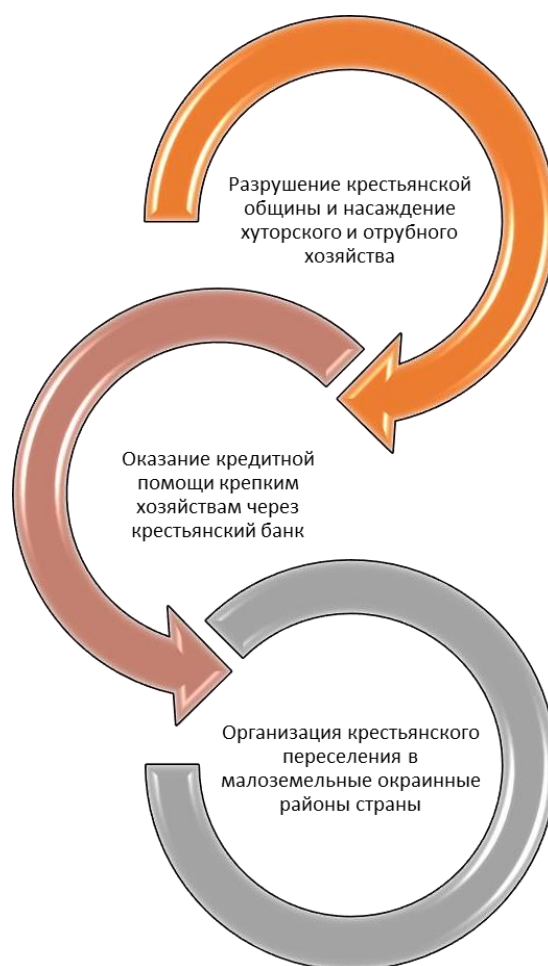 Разрушение крестьянской
общины и насаждение
хуторского и отрубного
хозяйства
Оказание кредитной
помощи крепким
хозяйствам через
крестьянский банк
Организация крестьянского
переселения в
малоземельные окраинные
районы страны